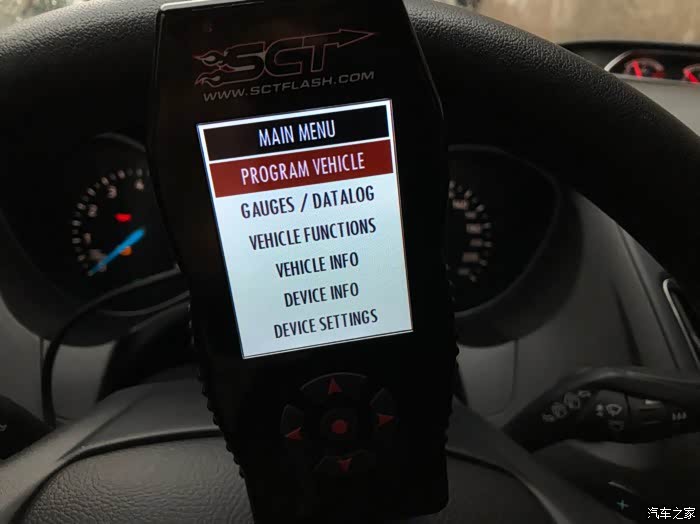 SCT
WWW.SCTFLASH.COM
MAIN MENU
PROGRAM VEHICLE
GAUGES / DATALOG
VEHICLE FUNCTIONS
VEHICLE INFO
DEVICE INFO
DEVICE SETTINGS
汽车之家